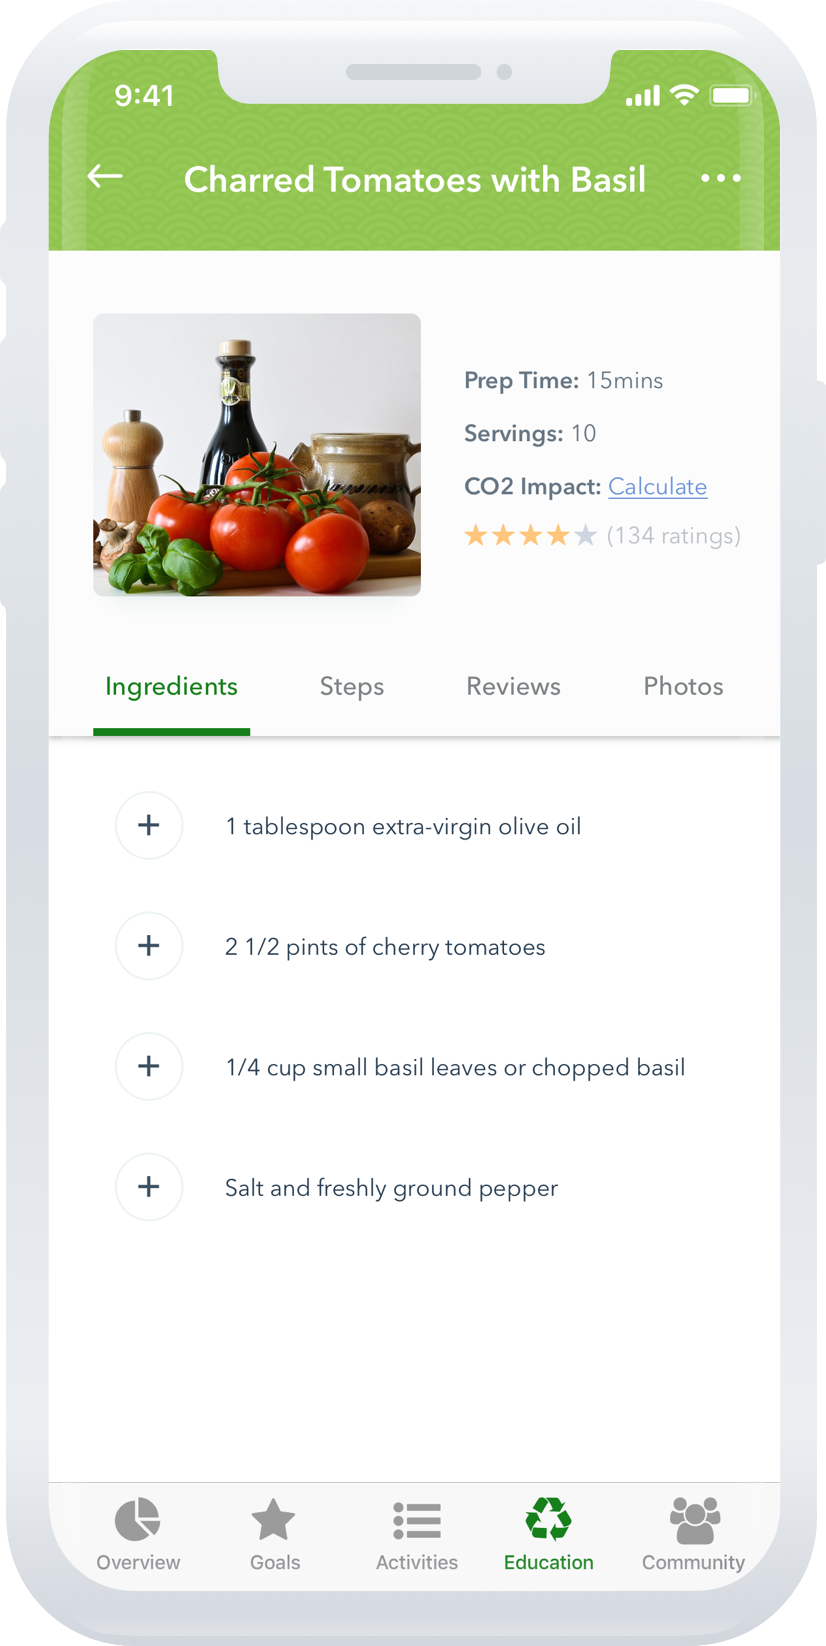 9:41
Charred Tomatoes with Basil
Prep Time: 15mins
Servings: 10
CO2 Impact: Calculate
(134 ratings)
Ingredients Steps Reviews Photos
1 tablespoon extra-virgin olive oil
2 1/2 pints of cherry tomatoes
1/4 cup small basil leaves or chopped basil
Salt and freshly ground pepper
Overview Goals Activities Education Community